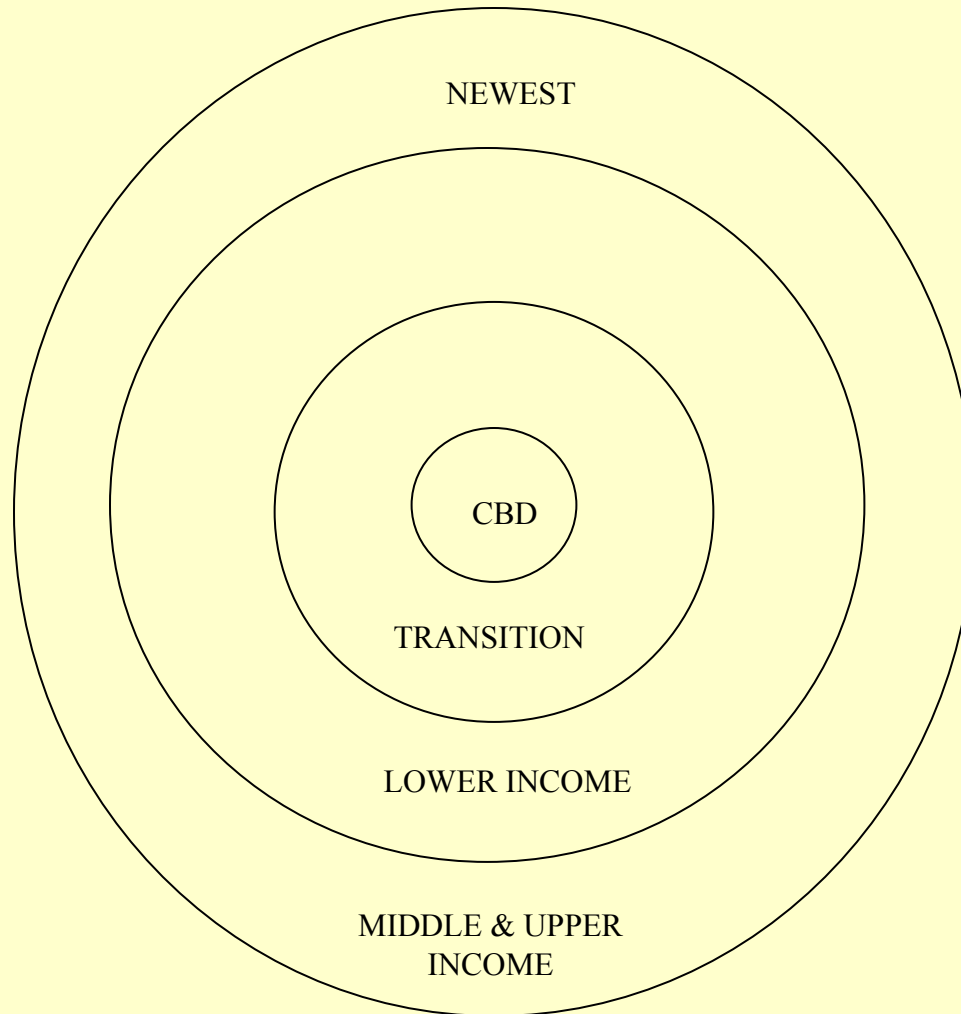 NEWEST
CBD
TRANSITION
LOWER INCOME
MIDDLE & UPPER
INCOME